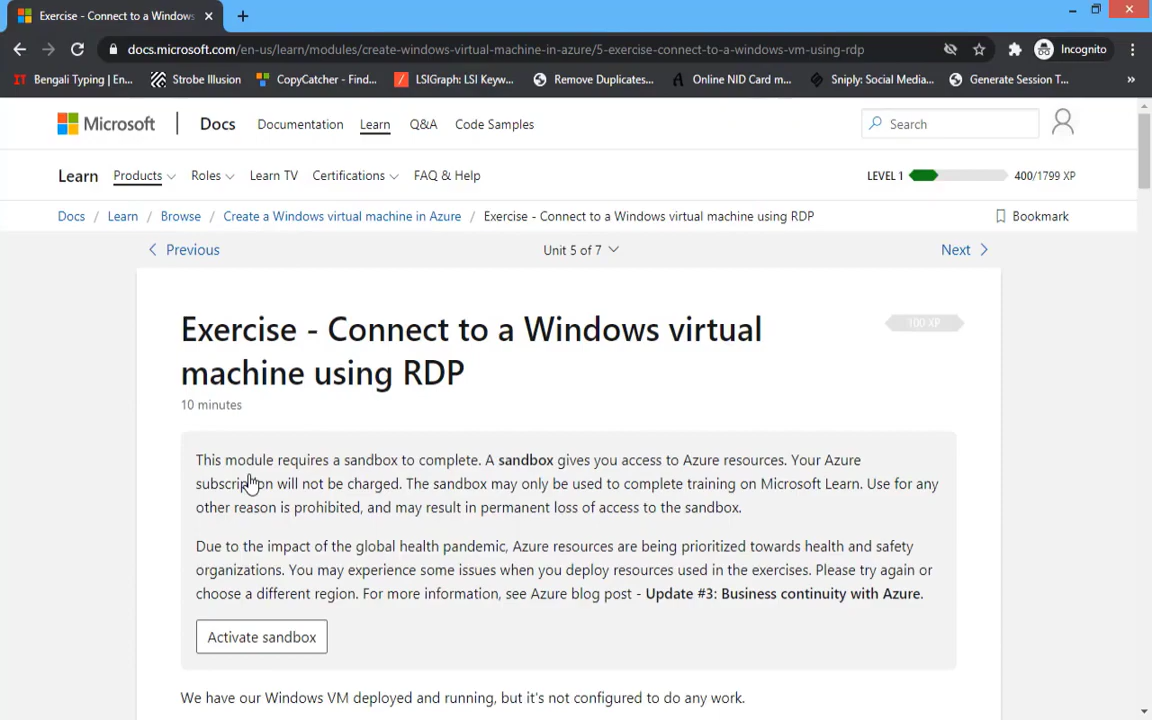 Exercise - Connect to a Windows
docs.microsoft.com/en-us/learn/modules/create-windows-virtual-machine-in-azure/5-exercise-connect-to-a-windows-vm-using-rdp
Incognito
Bengali Typing | En...
Strobe Illusion
CopyCatcher - Find...
LSIGraph: LSI Keyw...
Remove Duplicates...
Online NID Card m...
Sniply: Social Media...
Generate Session T...
»
Microsoft
Docs
Documentation
Learn
Q&A
Code Samples
Search
Learn
Products
Roles
Learn TV
Certifications
FAQ & Help
LEVEL 1
400/1799 XP
Docs / Learn / Browse / Create a Windows virtual machine in Azure / Exercise - Connect to a Windows virtual machine using RDP
Bookmark
Previous
Unit 5 of 7
Next
Exercise - Connect to a Windows virtual
machine using RDP
100 XP
10 minutes
This module requires a sandbox to complete. A sandbox gives you access to Azure resources. Your Azure
subscription will not be charged. The sandbox may only be used to complete training on Microsoft Learn. Use for any
other reason is prohibited, and may result in permanent loss of access to the sandbox.
Due to the impact of the global health pandemic, Azure resources are being prioritized towards health and safety
organizations. You may experience some issues when you deploy resources used in the exercises. Please try again or
choose a different region. For more information, see Azure blog post - Update #3: Business continuity with Azure.
Activate sandbox
We have our Windows VM deployed and running, but it's not configured to do any work.